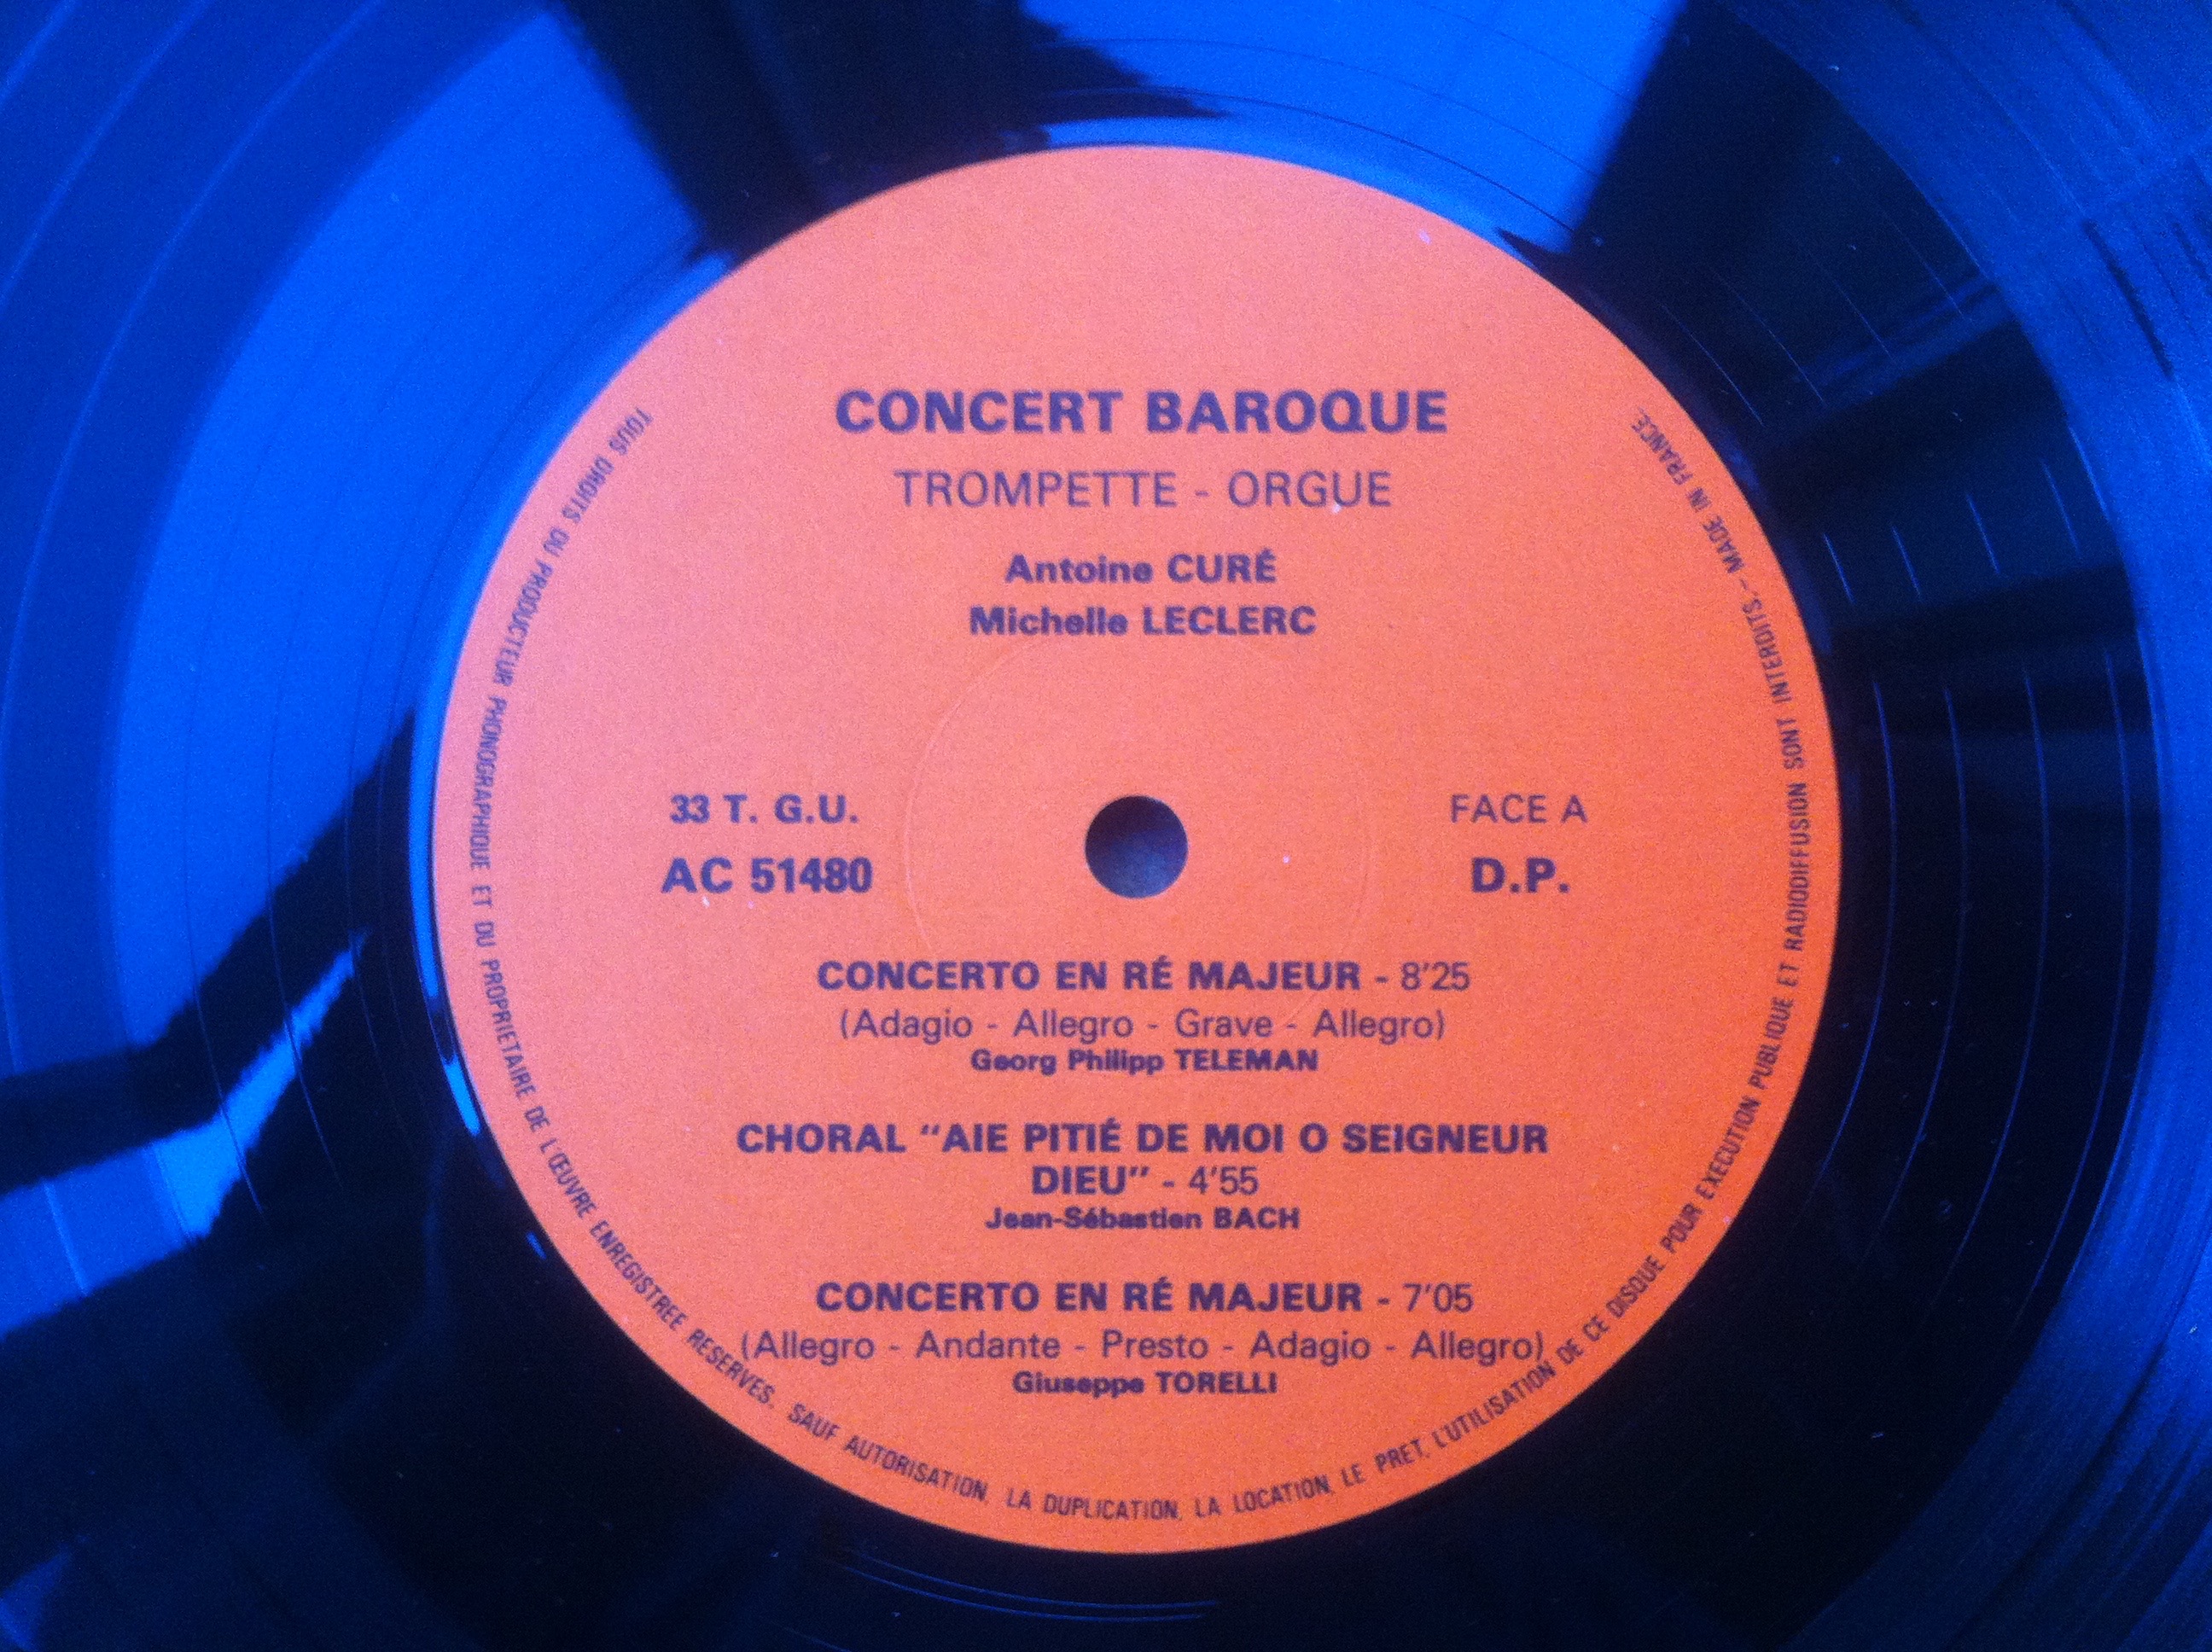 CONCERT BAROQUE
TROMPETTE - ORGUE
Antoine CURÉ
Michelle LECLERC
33 T. G.U.
AC 51480
FACE A
D.P.
CONCERTO EN RÉ MAJEUR - 8'25
(Adagio - Allegro - Grave - Allegro)
Georg Philipp TELEMAN
CHORAL "AIE PITIÉ DE MOI O SEIGNEUR
DIEU" - 4'55
Jean-Sébastien BACH
CONCERTO EN RÉ MAJEUR - 7'05
(Allegro - Andante - Presto - Adagio - Allegro)
Giuseppe TORELLI
TOUS DROITS DU PRODUCTEUR PHONOGRAPHIQUE ET DU PROPRIETAIRE DE L'ŒUVRE ENREGISTREE RESERVES. SAUF AUTORISATION, LA DUPLICATION, LA LOCATION, LE PRET, L'UTILISATION DE CE DISQUE POUR EXECUTION PUBLIQUE ET RADIODIFFUSION SONT INTERDITS. - MADE IN FRANCE.